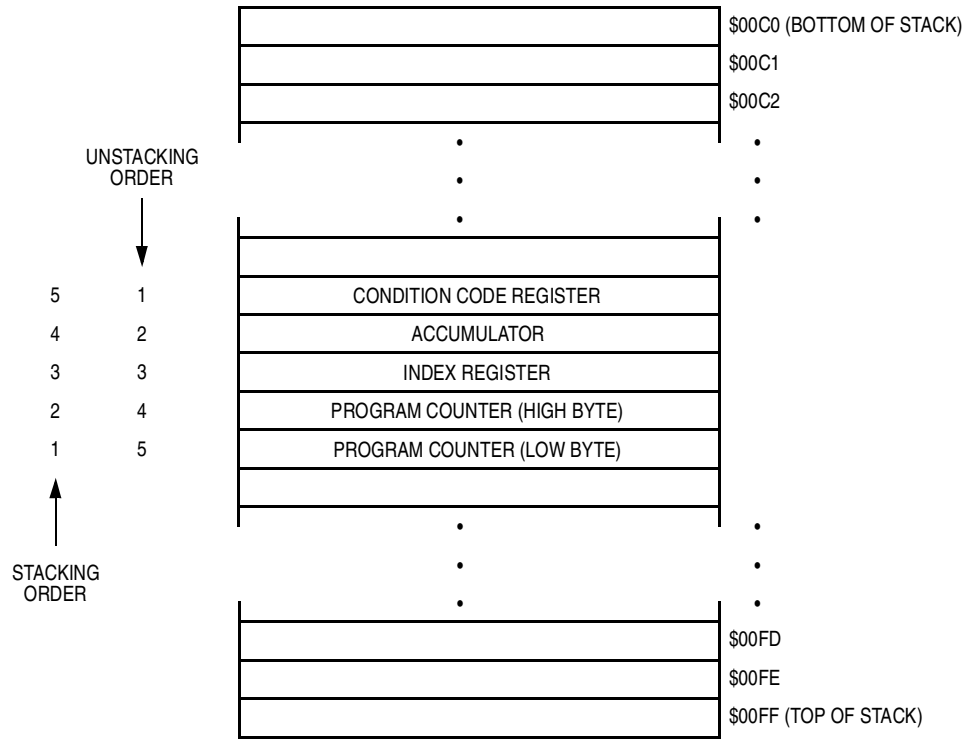 $00C0 (BOTTOM OF STACK)
$00C1
$00C2
UNSTACKING
ORDER
5 1 CONDITION CODE REGISTER
4 2 ACCUMULATOR
3 3 INDEX REGISTER
2 4 PROGRAM COUNTER (HIGH BYTE)
1 5 PROGRAM COUNTER (LOW BYTE)
STACKING
ORDER
$00FD
$00FE
$00FF (TOP OF STACK)